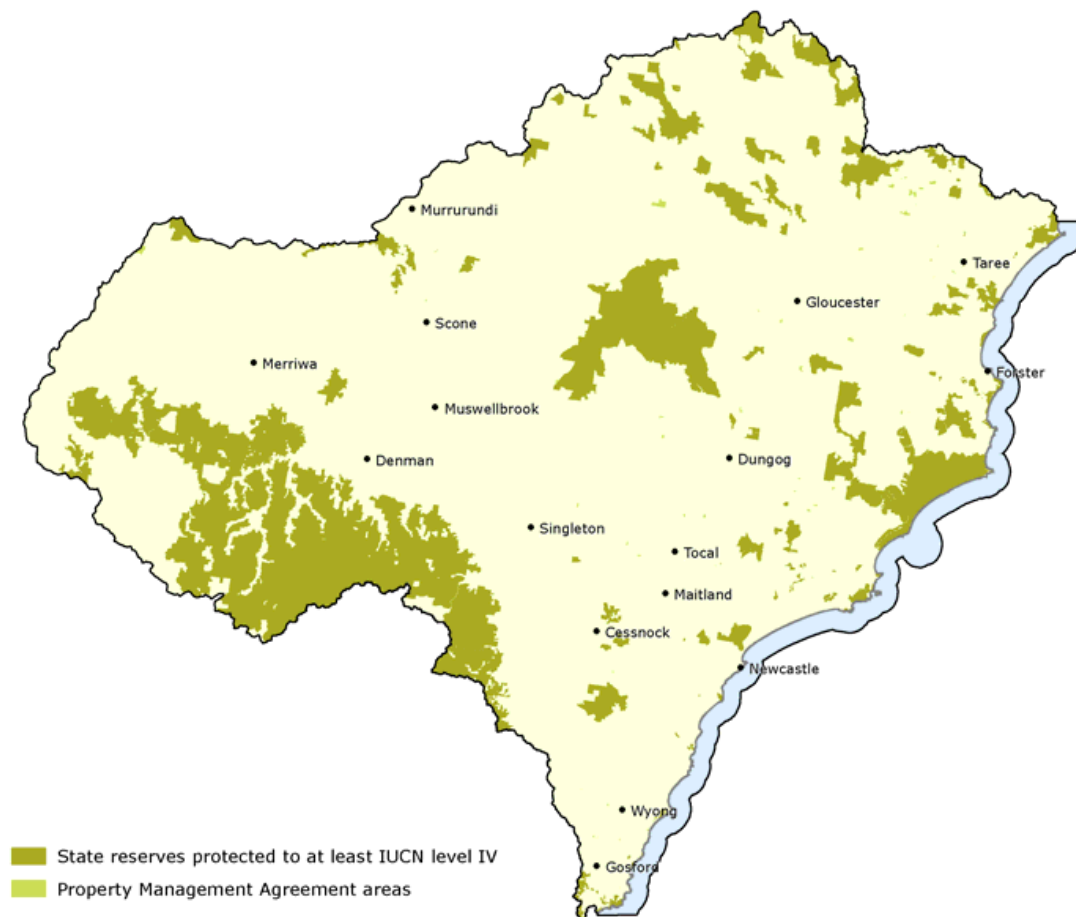 Murrurundi
Taree
Gloucester
Scone
Merriwa
Forster
Muswellbrook
Denman
Dungog
Singleton
Tocal
Maitland
Cessnock
Newcastle
Wyong
State reserves protected to at least IUCN level IV
Gosford
Property Management Agreement areas